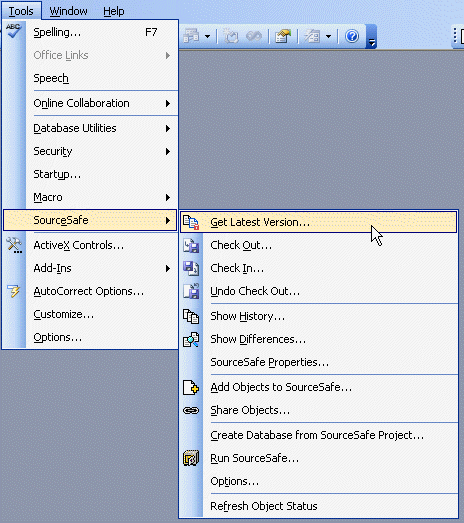 Tools Window Help
ABC Spelling... F7
Office Links
Speech
Online Collaboration
Database Utilities
Security
Startup...
Macro
SourceSafe
Get Latest Version...
ActiveX Controls...
Check Out...
Add-Ins
Check In...
AutoCorrect Options...
Undo Check Out...
Customize...
Show History...
Options...
Show Differences...
SourceSafe Properties...
Add Objects to SourceSafe...
Share Objects...
Create Database from SourceSafe Project...
Run SourceSafe...
Options...
Refresh Object Status